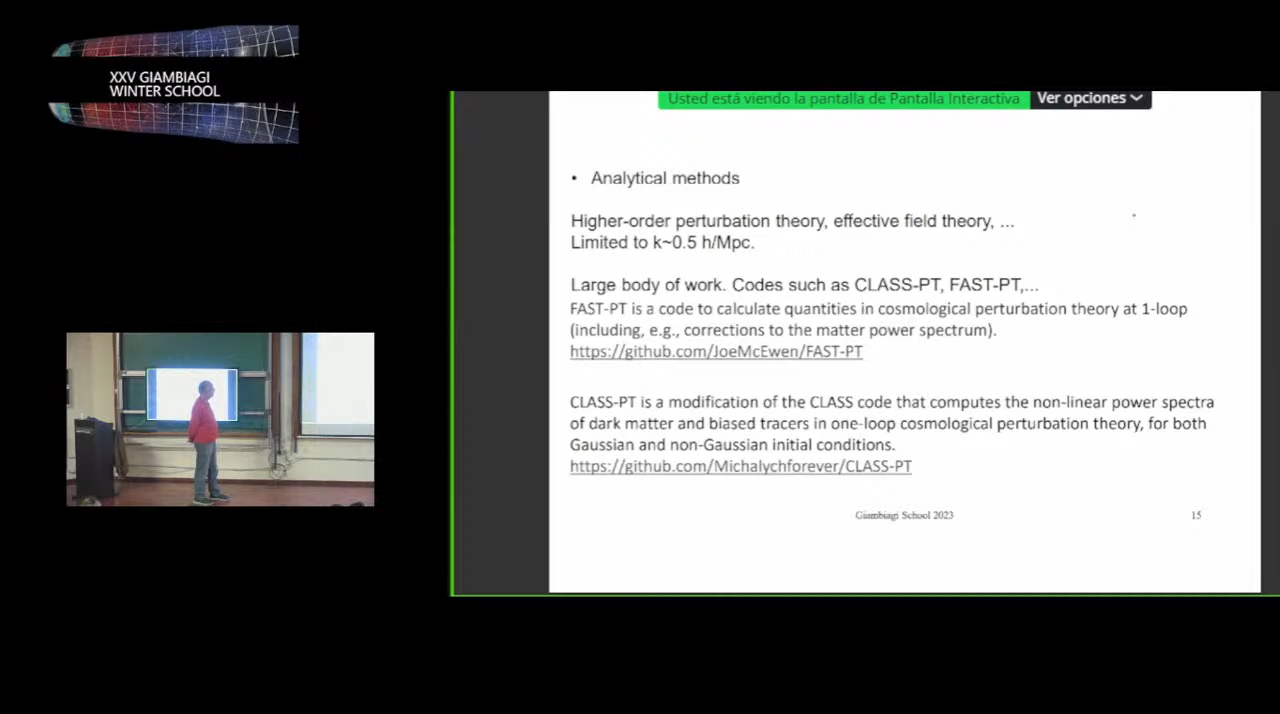 XXV GIAMBIAGI
WINTER SCHOOL
Usted está viendo la pantalla de Pantalla Interactiva Ver opciones
• Analytical methods
Higher-order perturbation theory, effective field theory, ...
Limited to k~0.5 h/Mpc.
Large body of work. Codes such as CLASS-PT, FAST-PT,...
FAST-PT is a code to calculate quantities in cosmological perturbation theory at 1-loop
(including, e.g., corrections to the matter power spectrum).
https://github.com/JoeMcEwen/FAST-PT
CLASS-PT is a modification of the CLASS code that computes the non-linear power spectra
of dark matter and biased tracers in one-loop cosmological perturbation theory, for both
Gaussian and non-Gaussian initial conditions.
https://github.com/Michalychforever/CLASS-PT
Giambiagi School 2023 15